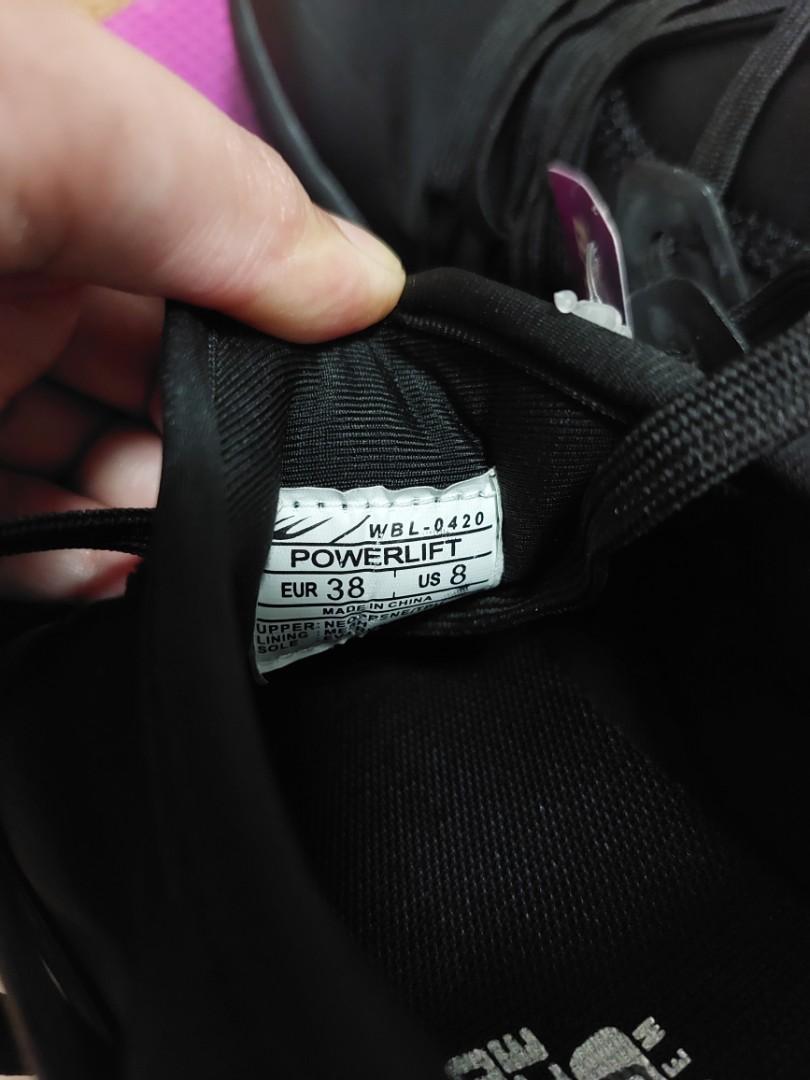 WBL-0420
POWERLIFT
EUR 38 US 8
MADE IN CHINA
UPPER:
LINING
SOLE